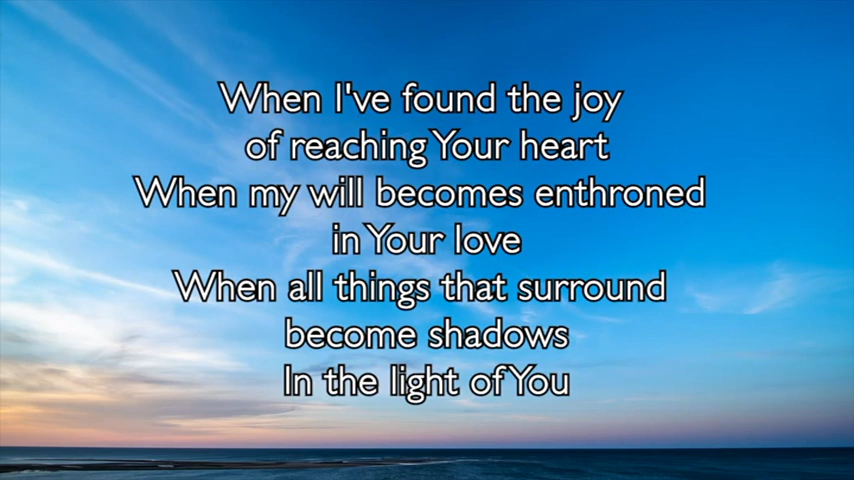 When I've found the joy
of reaching Your heart
When my will becomes enthroned
in Your love
When all things that surround
become shadows
In the light of You